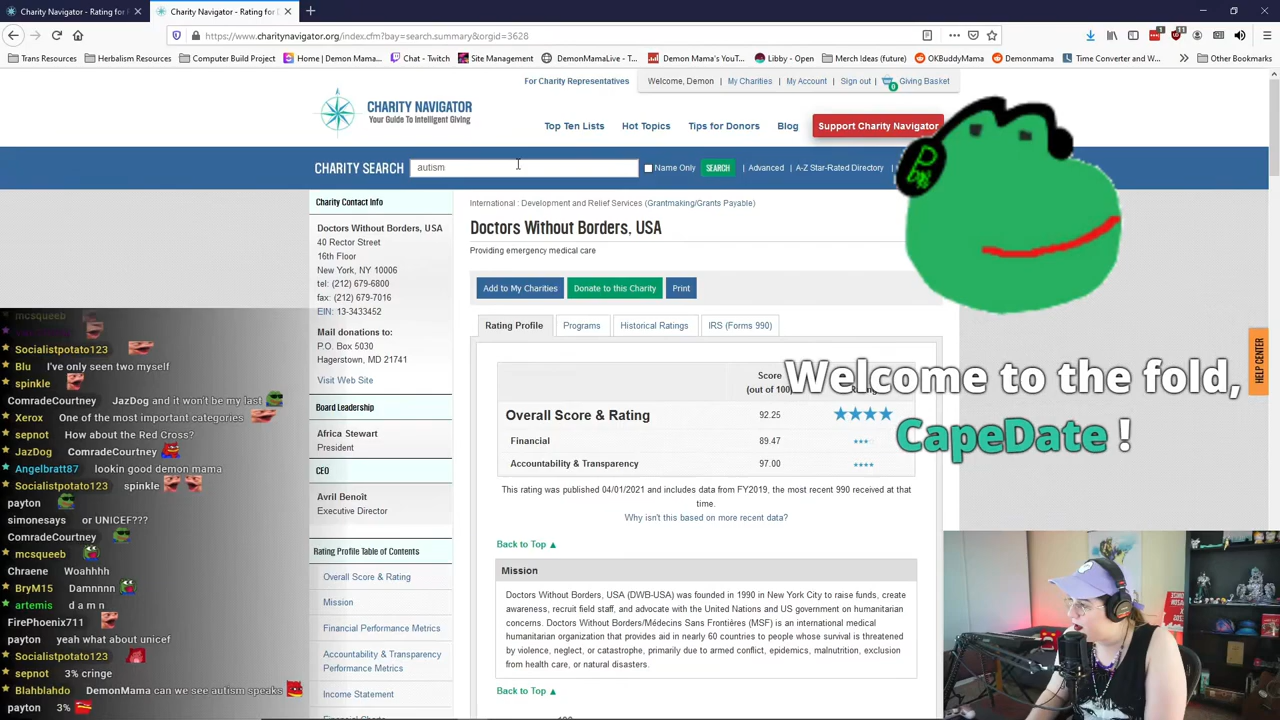 Charity Navigator - Rating for D
Charity Navigator - Rating for D
https://www.charitynavigator.org/index.cfm?bay=search.summary&orgid=3628
Trans Resources
Herbalism Resources
Computer Build Project
Home | Demon Mama...
Chat - Twitch
Site Management
DemonMamaLive - T...
Demon Mama's YouT...
Libby - Open
Merch Ideas (future)
OKBuddyMama
Demonmama
Time Converter and W...
Other Bookmarks
For Charity Representatives
Welcome, Demon
My Charities
My Account
Sign out
0
Giving Basket
CHARITY NAVIGATOR
Your Guide To Intelligent Giving
Top Ten Lists
Hot Topics
Tips for Donors
Blog
Support Charity Navigator
CHARITY SEARCH
autism
Name Only
SEARCH
| Advanced
| A-Z Star-Rated Directory
Charity Contact Info
Doctors Without Borders, USA
40 Rector Street
16th Floor
New York, NY 10006
tel: (212) 679-6800
fax: (212) 679-7016
EIN: 13-3433452
Mail donations to:
P.O. Box 5030
Hagerstown, MD 21741
Visit Web Site
Board Leadership
Africa Stewart
President
CEO
Avril Benoît
Executive Director
Rating Profile Table of Contents
Overall Score & Rating
Mission
Financial Performance Metrics
Accountability & Transparency
Performance Metrics
Income Statement
International : Development and Relief Services (Grantmaking/Grants Payable)
Doctors Without Borders, USA
Providing emergency medical care
Add to My Charities
Donate to this Charity
Print
Rating Profile
Programs
Historical Ratings
IRS (Forms 990)
Score
(out of 100)
Overall Score & Rating
92.25
Financial
89.47
Accountability & Transparency
97.00
This rating was published 04/01/2021 and includes data from FY2019, the most recent 990 received at that
time.
Why isn't this based on more recent data?
Back to Top ▲
Mission
Doctors Without Borders, USA (DWB-USA) was founded in 1990 in New York City to raise funds, create
awareness, recruit field staff, and advocate with the United Nations and US government on humanitarian
concerns. Doctors Without Borders/Médecins Sans Frontières (MSF) is an international medical
humanitarian organization that provides aid in nearly 60 countries to people whose survival is threatened
by violence, neglect, or catastrophe, primarily due to armed conflict, epidemics, malnutrition, exclusion
from health care, or natural disasters.
Back to Top ▲
HELP CENTER
Welcome to the fold,
CapeDate !
mcsqueeb
Socialistpotato123
Blu I've only seen two myself
spinkle
ComradeCourtney JazDog and it won't be my last
Xerox One of the most important categories
sepnot How about the Red Cross?
JazDog ComradeCourtney
Angelbratt87 lookin good demon mama
Socialistpotato123 spinkle
payton
simonesays or UNICEF???
ComradeCourtney
mcsqueeb
Chraene Woahhhh
BryM15 Damnnnn
artemis d a m n
FirePhoenix711
payton yeah what about unicef
Socialistpotato123
sepnot 3% cringe
Blahblahdo DemonMama can we see autism speaks
payton 3%